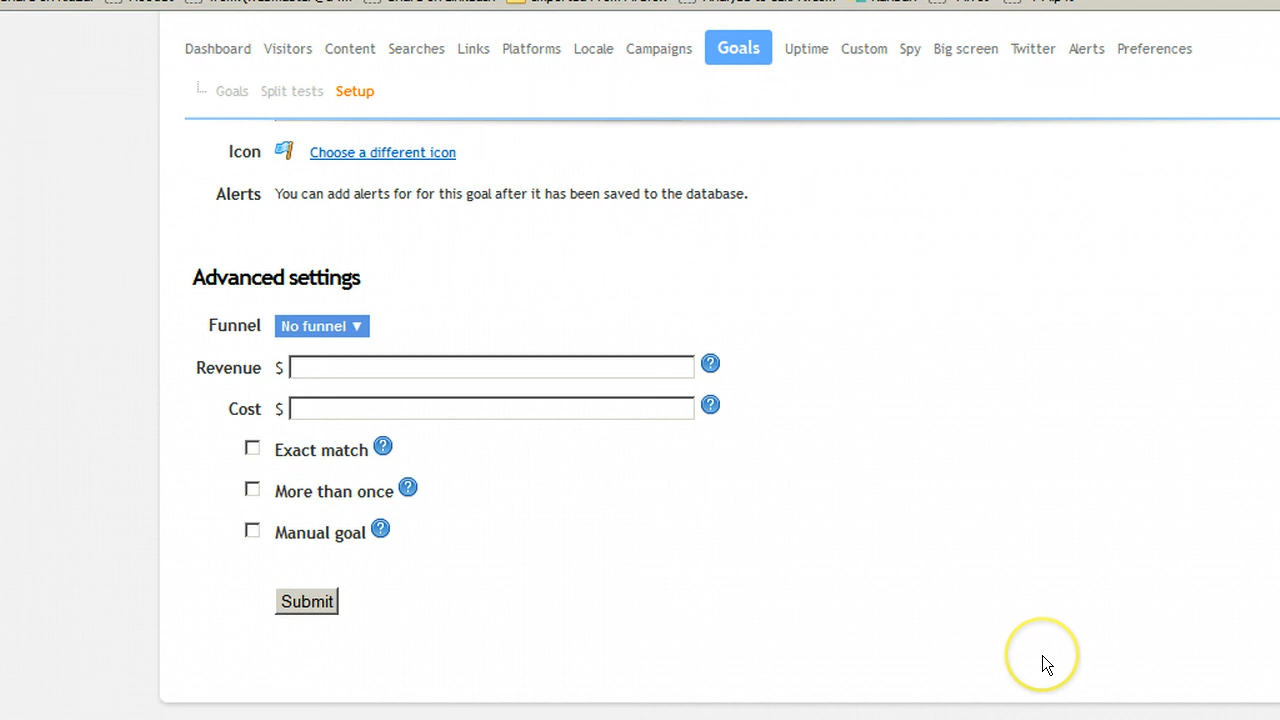 Dashboard Visitors Content Searches Links Platforms Locale Campaigns Goals Uptime Custom Spy Big screen Twitter Alerts Preferences
Goals Split tests Setup
Icon Choose a different icon
Alerts You can add alerts for for this goal after it has been saved to the database.
Advanced settings
Funnel No funnel ▼
Revenue $ ?
Cost $ ?
Exact match ?
More than once ?
Manual goal ?
Submit